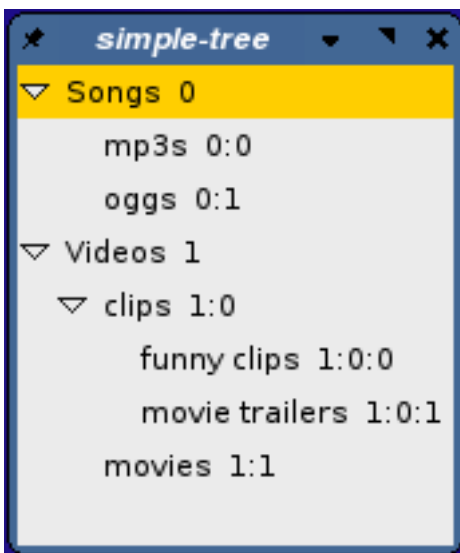 simple-tree
Songs 0
mp3s 0:0
oggs 0:1
Videos 1
clips 1:0
funny clips 1:0:0
movie trailers 1:0:1
movies 1:1